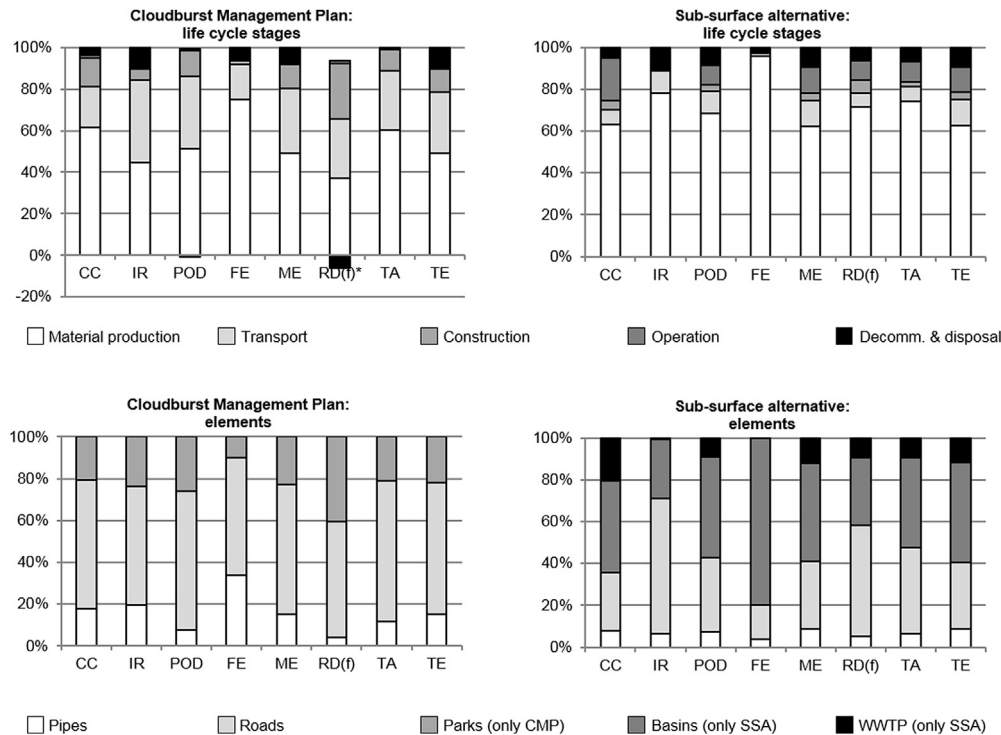 Cloudburst Management Plan:
life cycle stages
100%
80%
60%
40%
20%
0%
-20%
CC IR POD FE ME RD(f)* TA TE
Sub-surface alternative:
life cycle stages
100%
80%
60%
40%
20%
0%
CC IR POD FE ME RD(f) TA TE
Material production Transport Construction Operation Decomm. & disposal
Cloudburst Management Plan:
elements
100%
80%
60%
40%
20%
0%
CC IR POD FE ME RD(f) TA TE
Sub-surface alternative:
elements
100%
80%
60%
40%
20%
0%
CC IR POD FE ME RD(f) TA TE
Pipes Roads Parks (only CMP) Basins (only SSA) WWTP (only SSA)